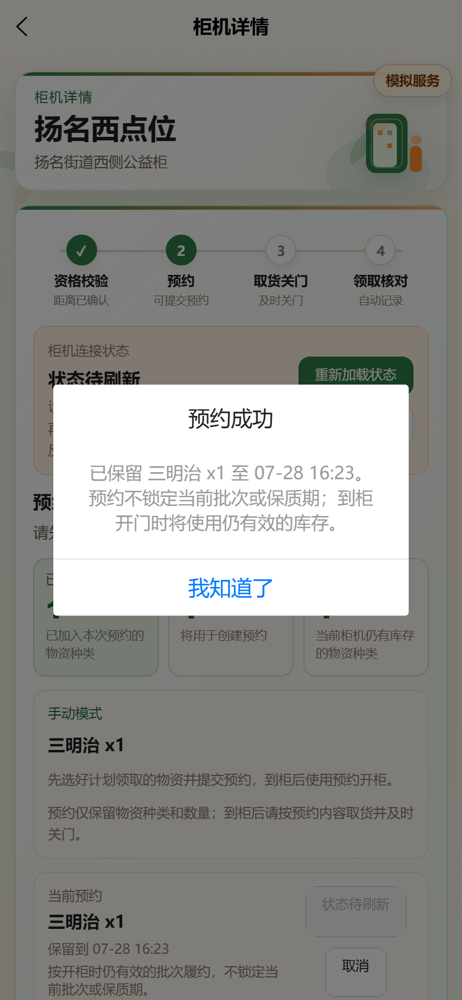 柜机详情
模拟服务
柜机详情
扬名西点位
扬名街道西侧公益柜
2
3
4
资格校验
预约
取货关门
领取核对
距离已确认
可提交预约
及时关门
自动记录
柜机连接状态
状态待刷新
重新加载状态
预约成功
已保留 三明治 x1 至 07-28 16:23。
预约不锁定当前批次或保质期；到柜
开门时将使用仍有效的库存。
我知道了
已加入本次预约的
物资种类
将用于创建预约
当前柜机仍有库存
的物资种类
手动模式
三明治 x1
先选好计划领取的物资并提交预约，到柜后使用预约开柜。
预约仅保留物资种类和数量；到柜后请按预约内容取货并及时
关门。
当前预约
三明治 x1
状态待刷新
保留到 07-28 16:23
取消
按开柜时仍有效的批次履约，不锁定当
前批次或保质期。